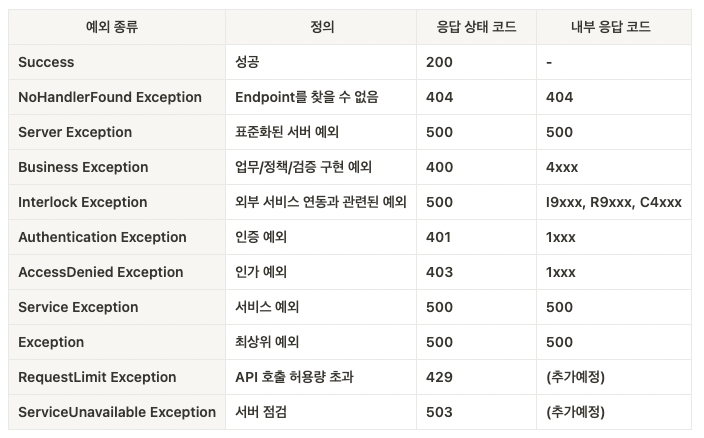 예외 종류 정의 응답 상태 코드 내부 응답 코드
Success 성공 200 -
NoHandlerFound Exception Endpoint를 찾을 수 없음 404 404
Server Exception 표준화된 서버 예외 500 500
Business Exception 업무/정책/검증 구현 예외 400 4xxx
Interlock Exception 외부 서비스 연동과 관련된 예외 500 I9xxx, R9xxx, C4xxx
Authentication Exception 인증 예외 401 1xxx
AccessDenied Exception 인가 예외 403 1xxx
Service Exception 서비스 예외 500 500
Exception 최상위 예외 500 500
RequestLimit Exception API 호출 허용량 초과 429 (추가예정)
ServiceUnavailable Exception 서버 점검 503 (추가예정)